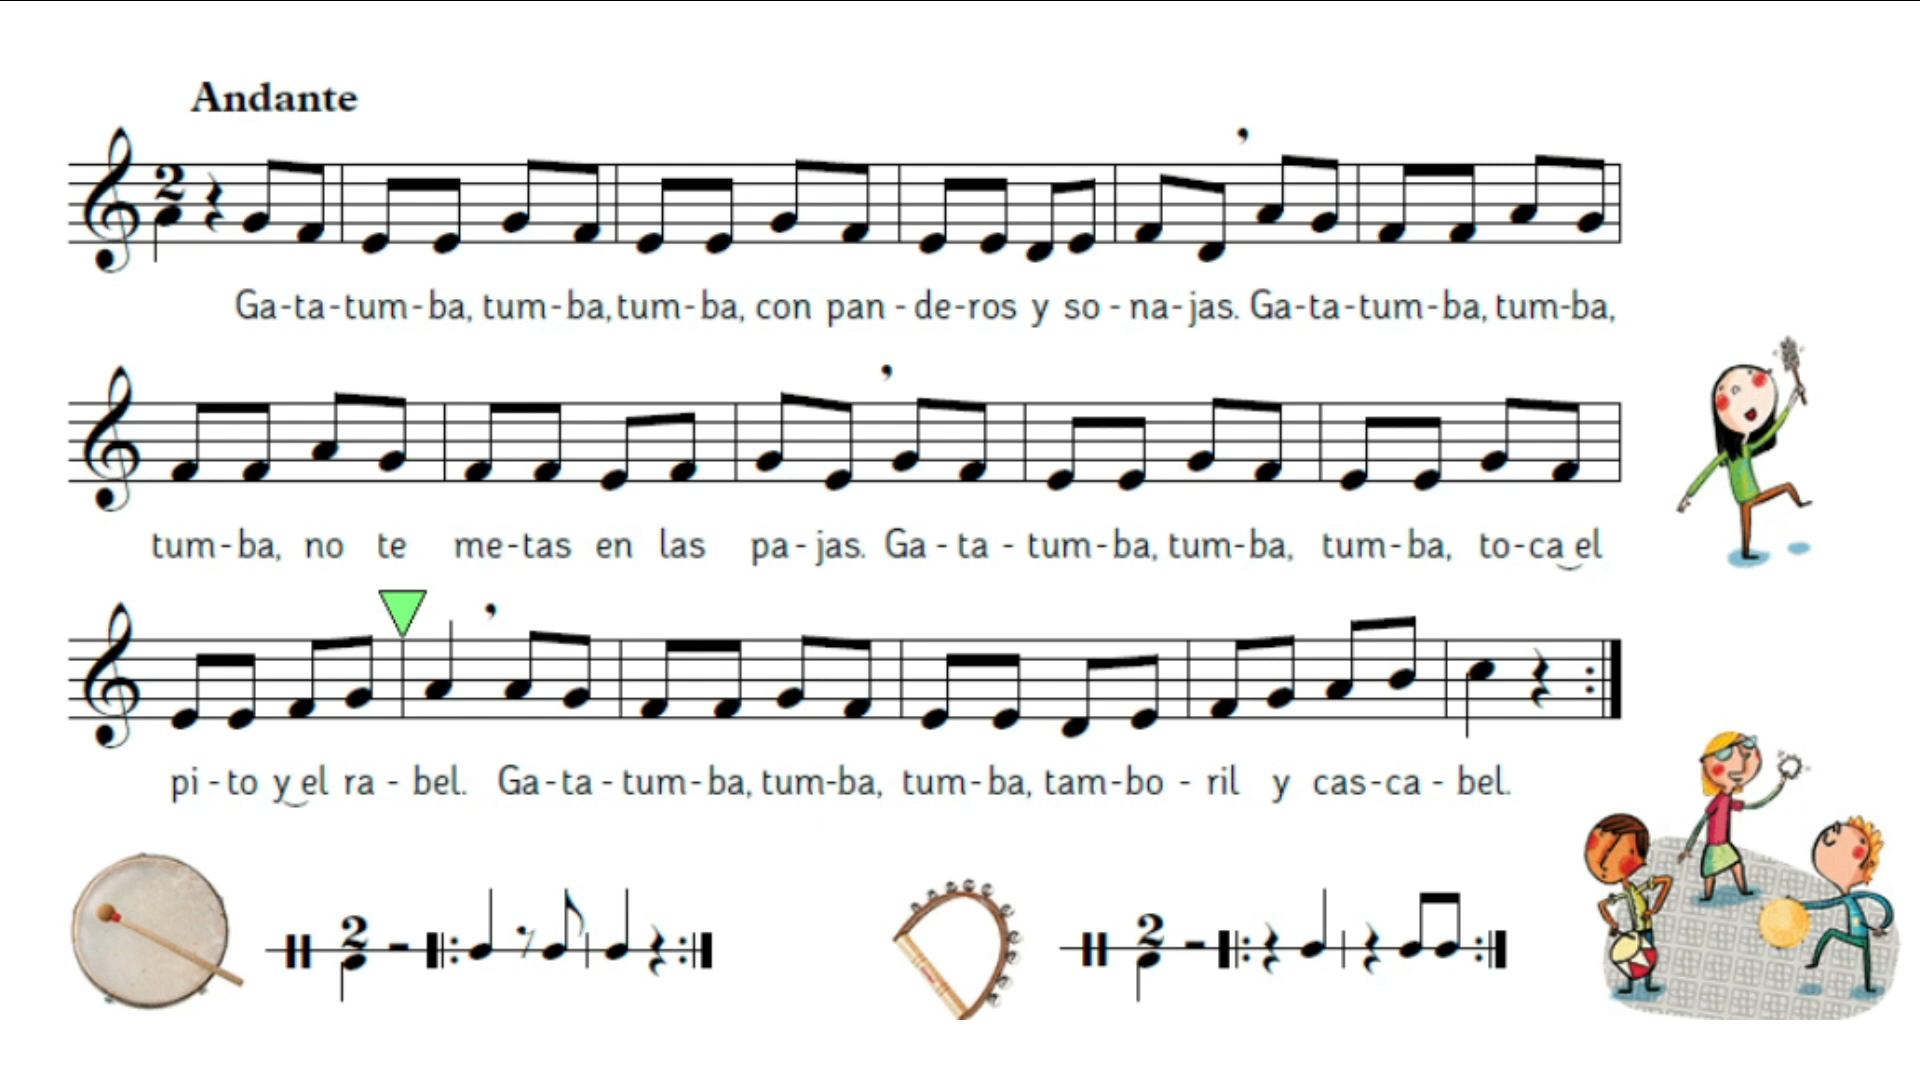 Andante
Ga-ta-tum-ba, tum-ba, tum-ba, con pan-de-ros y so-na-jas. Ga-ta-tum-ba, tum-ba,
tum-ba, no te me-tas en las pa-jas. Ga-ta-tum-ba, tum-ba, tum-ba, to-ca el
pi-to y el ra-bel. Ga-ta-tum-ba, tum-ba, tum-ba, tam-bo-ril y cas-ca-bel.
2
2
2